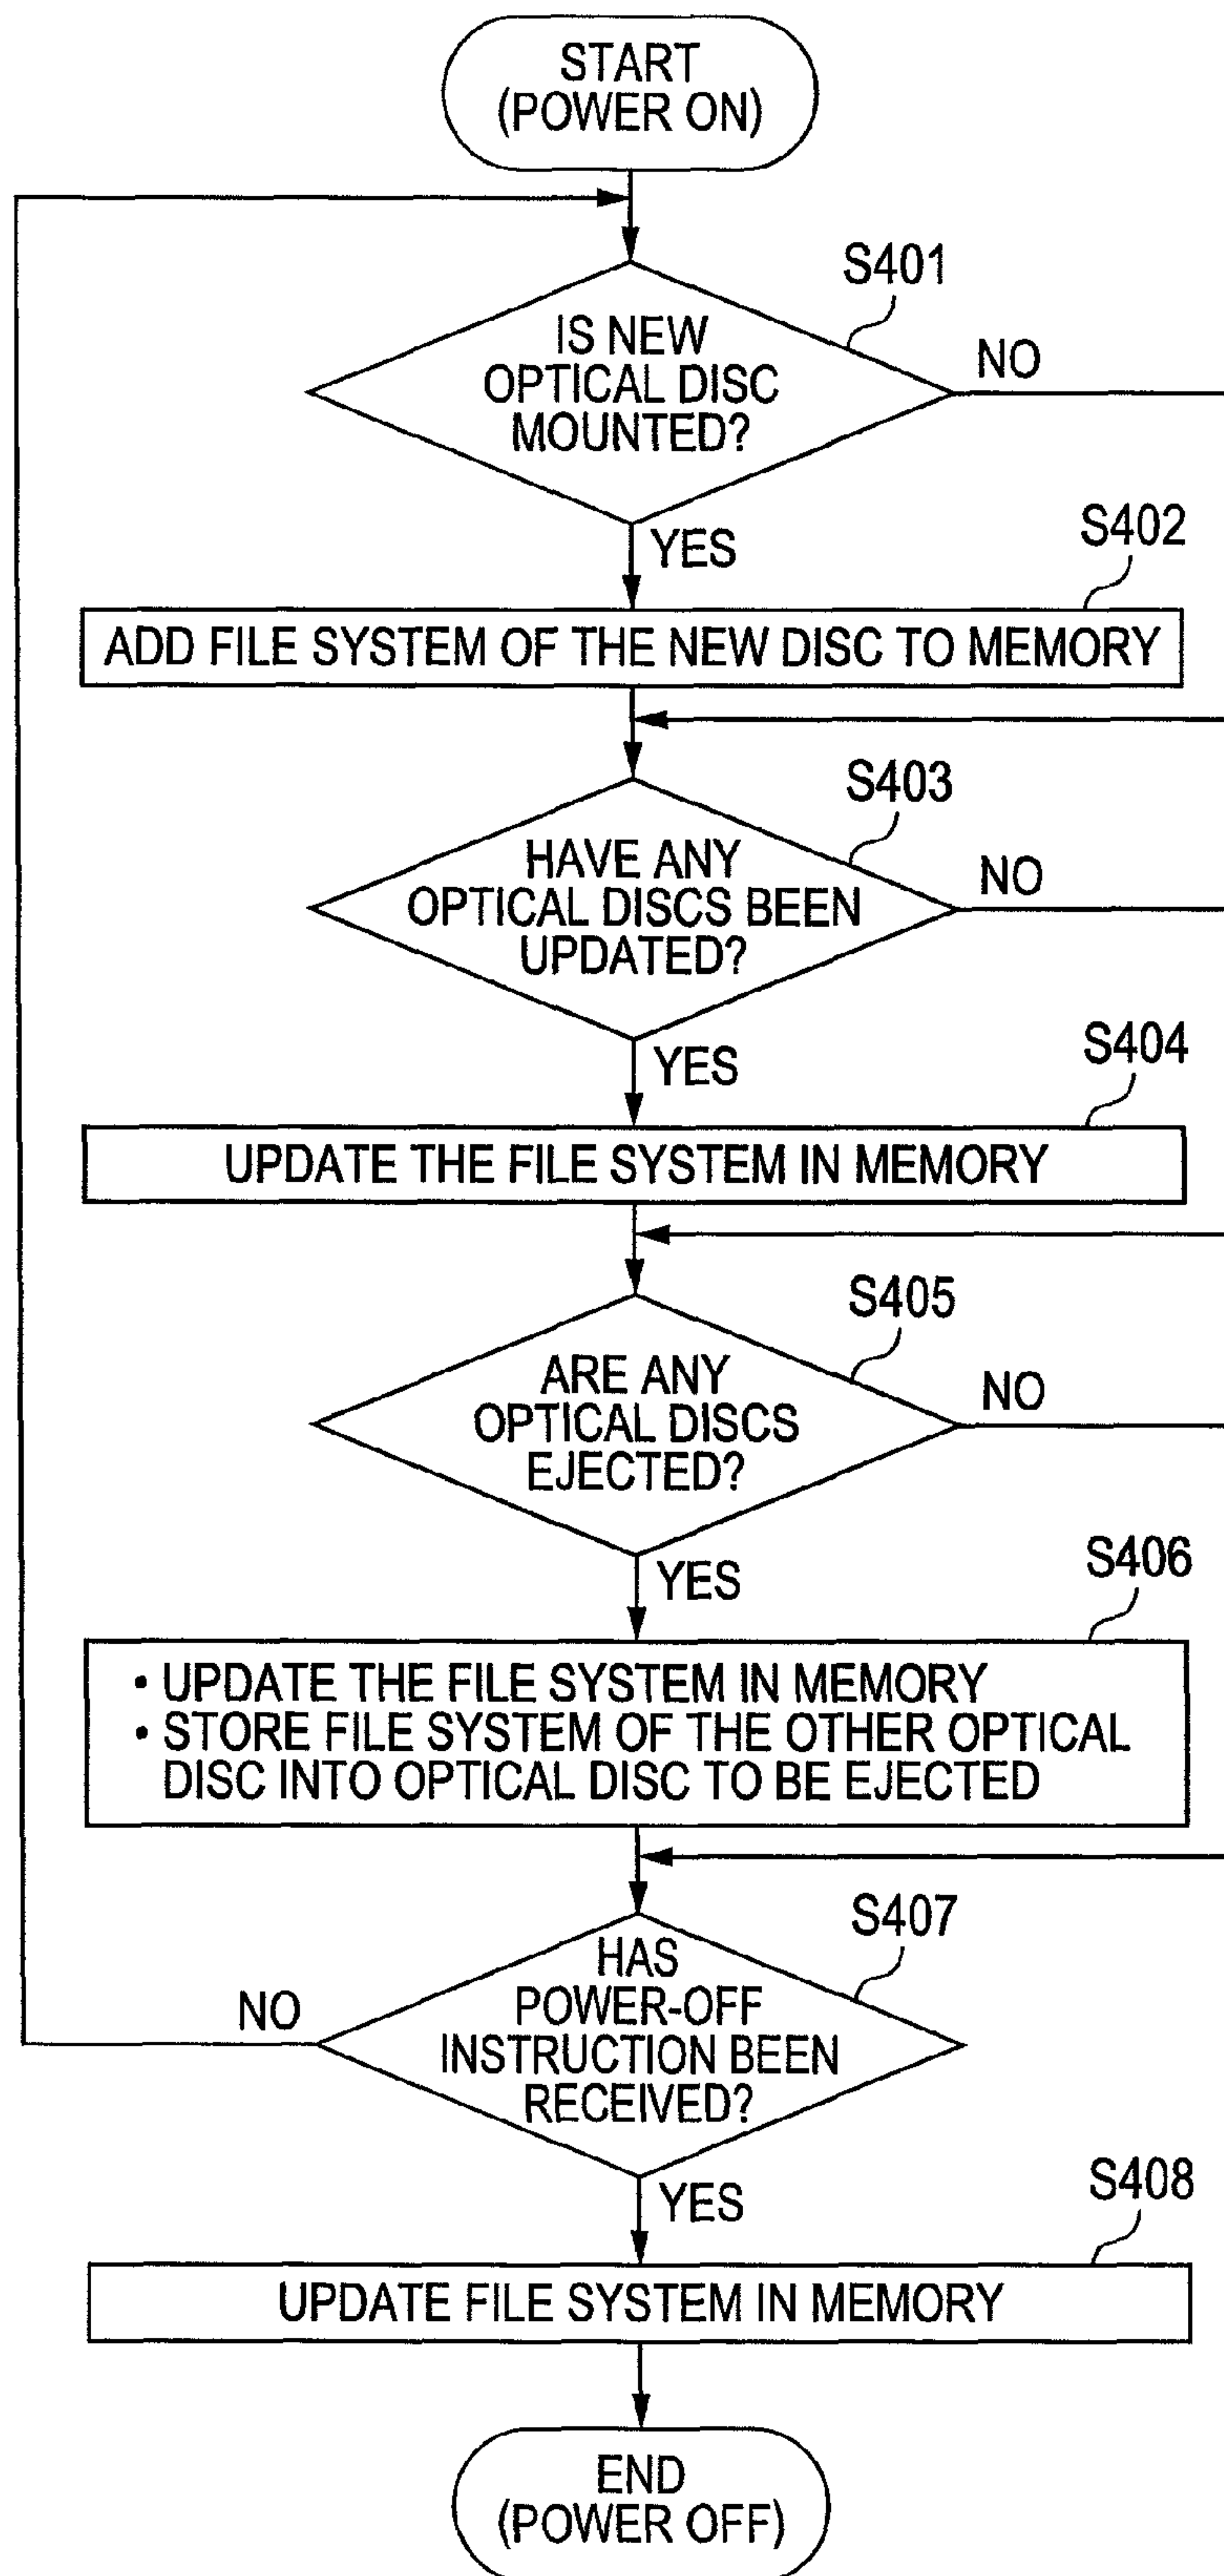 START
(POWER ON)
S401
IS NEW
OPTICAL DISC
MOUNTED?
NO
YES
S402
ADD FILE SYSTEM OF THE NEW DISC TO MEMORY
S403
HAVE ANY
OPTICAL DISCS BEEN
UPDATED?
NO
YES
S404
UPDATE THE FILE SYSTEM IN MEMORY
S405
ARE ANY
OPTICAL DISCS
EJECTED?
NO
YES
S406
• UPDATE THE FILE SYSTEM IN MEMORY
• STORE FILE SYSTEM OF THE OTHER OPTICAL
DISC INTO OPTICAL DISC TO BE EJECTED
S407
HAS
POWER-OFF
INSTRUCTION BEEN
RECEIVED?
NO
YES
S408
UPDATE FILE SYSTEM IN MEMORY
END
(POWER OFF)